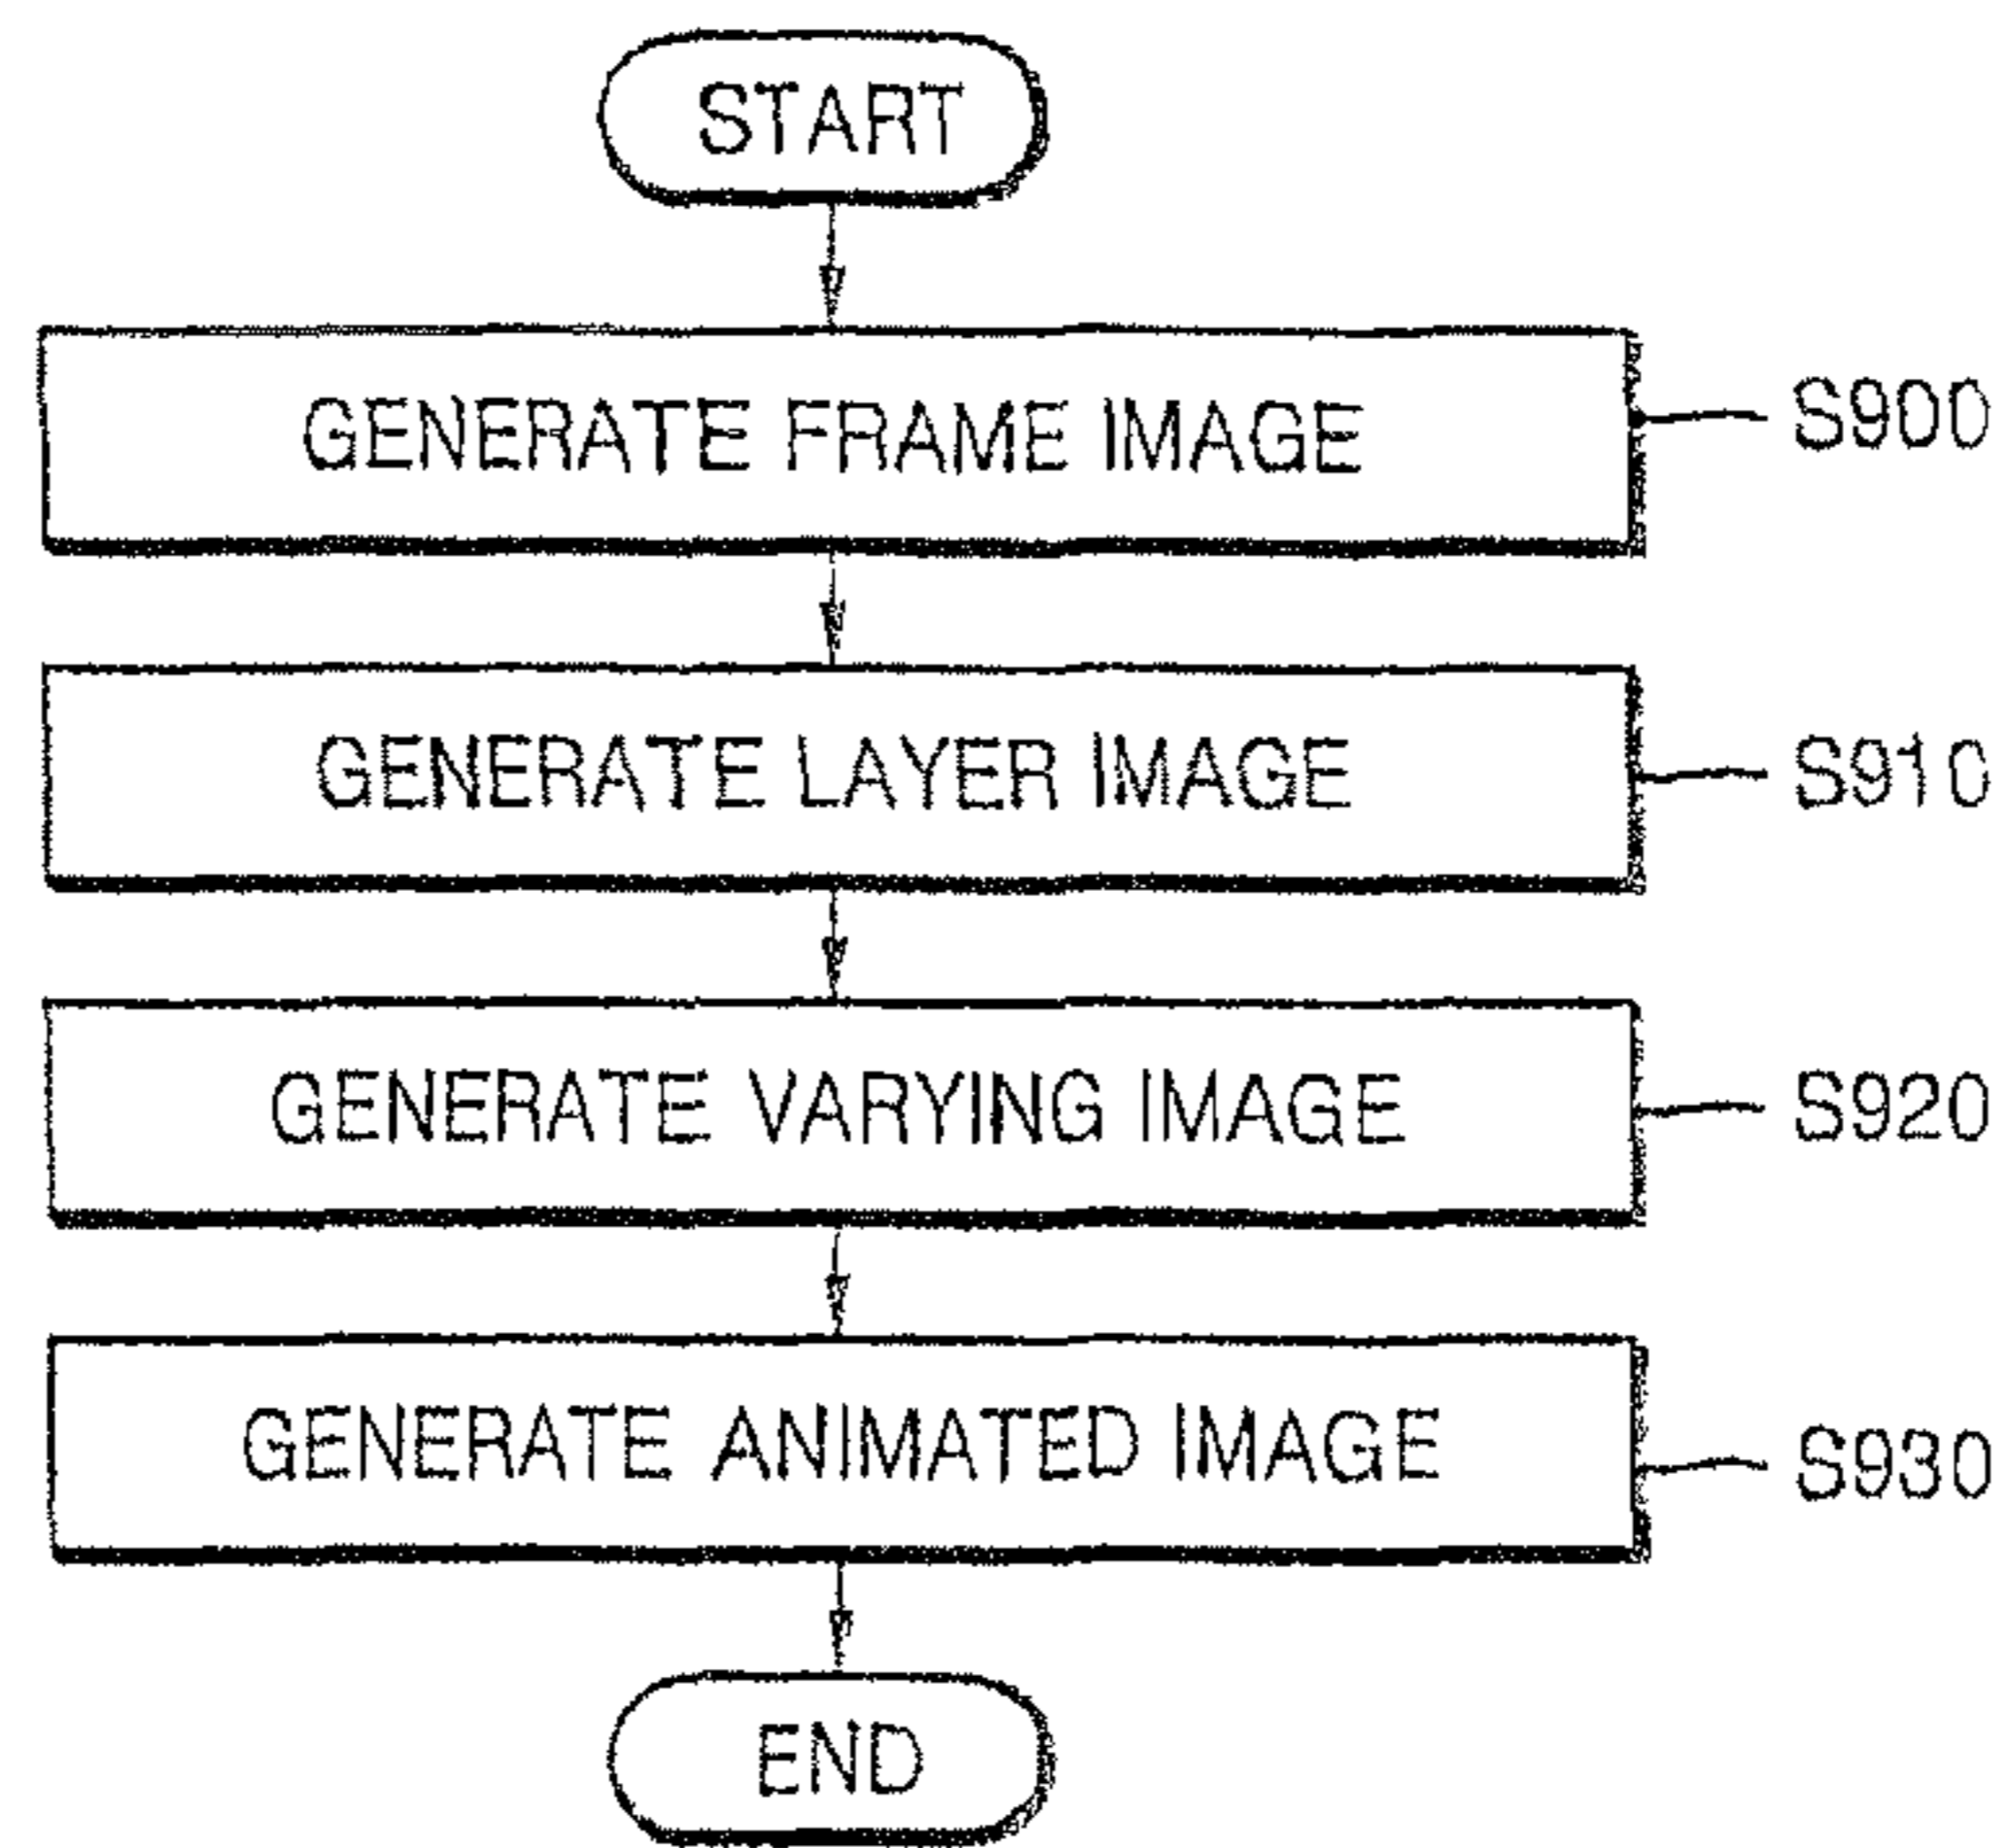 START
GENERATE FRAME IMAGE
S900
GENERATE LAYER IMAGE
S910
GENERATE VARYING IMAGE
S920
GENERATE ANIMATED IMAGE
S930
END